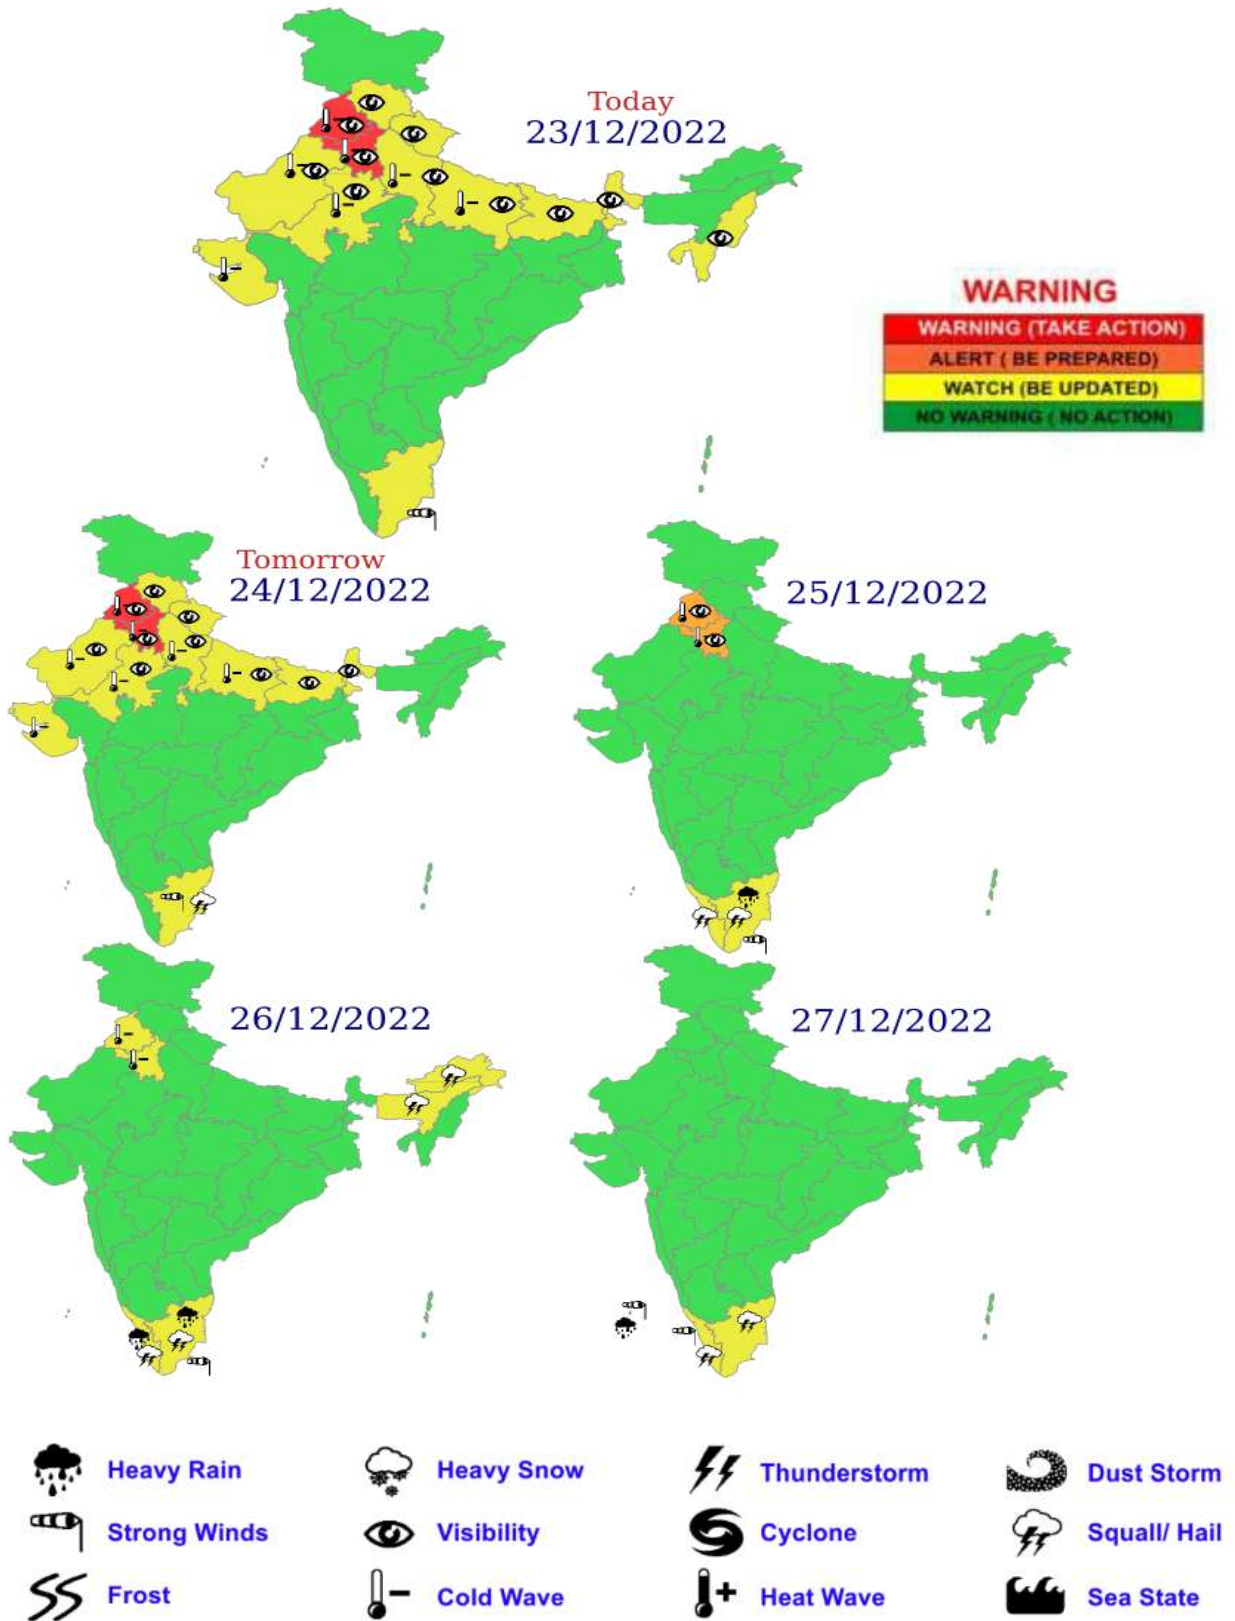 Today
23/12/2022
WARNING
WARNING (TAKE ACTION)
ALERT ( BE PREPARED)
WATCH (BE UPDATED)
NO WARNING ( NO ACTION)
Tomorrow
24/12/2022
25/12/2022
26/12/2022
27/12/2022
Heavy Rain
Heavy Snow
Thunderstorm
Dust Storm
Strong Winds
Visibility
Cyclone
Squall/ Hail
Frost
Cold Wave
Heat Wave
Sea State